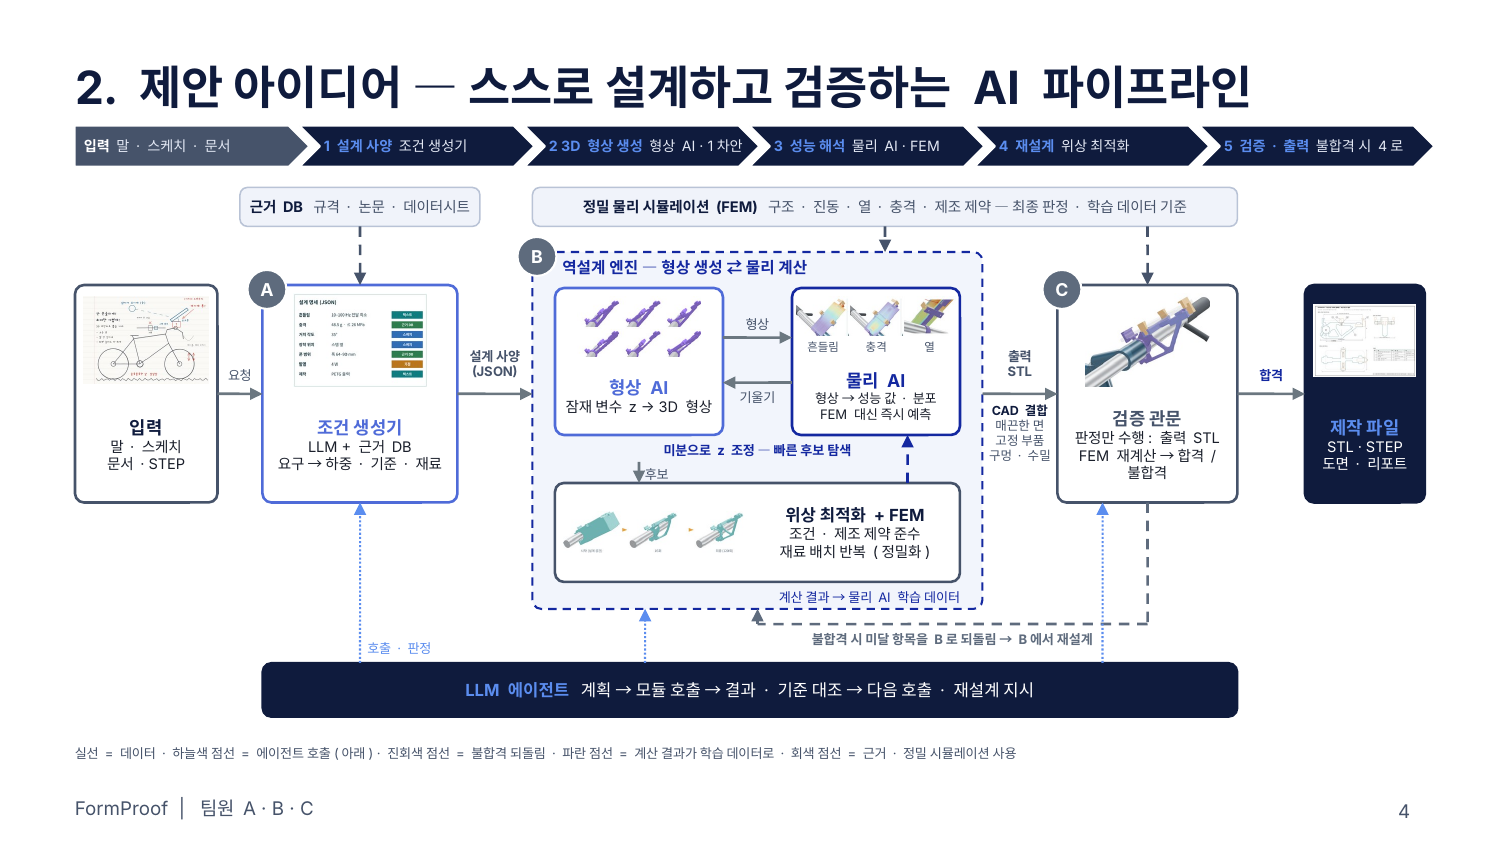 2. 제안 아이디어 — 스스로 설계하고 검증하는 AI 파이프라인
입력 말 · 스케치 · 문서
1 설계 사양 조건 생성기
2 3D 형상 생성 형상 AI · 1차안
3 성능 해석 물리 AI · FEM
4 재설계 위상 최적화
5 검증 · 출력 불합격 시 4 로
근거 DB 규격 · 논문 · 데이터시트
정밀 물리 시뮬레이션 (FEM) 구조 · 진동 · 열 · 충격 · 제조 제약 — 최종 판정 · 학습 데이터 기준
입력
말 · 스케치
문서 · STEP
요청
A
설계 명세 (JSON)
조건 생성기
LLM + 근거 DB
요구 → 하중 · 기준 · 재료
설계 사양
(JSON)
B
역설계 엔진 — 형상 생성 ⇄ 물리 계산
형상 AI
잠재 변수 z → 3D 형상
형상
기울기
흔들림
충격
열
물리 AI
형상 → 성능 값 · 분포
FEM 대신 즉시 예측
미분으로 z 조정 — 빠른 후보 탐색
후보
위상 최적화 + FEM
조건 · 제조 제약 준수
재료 배치 반복 ( 정밀화 )
계산 결과 → 물리 AI 학습 데이터
출력
STL
CAD 결합
매끈한 면
고정 부품
구멍 · 수밀
C
검증 관문
판정만 수행 : 출력 STL
FEM 재계산 → 합격 /
불합격
합격
제작 파일
STL · STEP
도면 · 리포트
불합격 시 미달 항목을 B 로 되돌림 → B 에서 재설계
호출 · 판정
LLM 에이전트 계획 → 모듈 호출 → 결과 · 기준 대조 → 다음 호출 · 재설계 지시
실선 = 데이터 · 하늘색 점선 = 에이전트 호출 ( 아래 ) · 진회색 점선 = 불합격 되돌림 · 파란 점선 = 계산 결과가 학습 데이터로 · 회색 점선 = 근거 · 정밀 시뮬레이션 사용
FormProof | 팀원 A · B · C
4